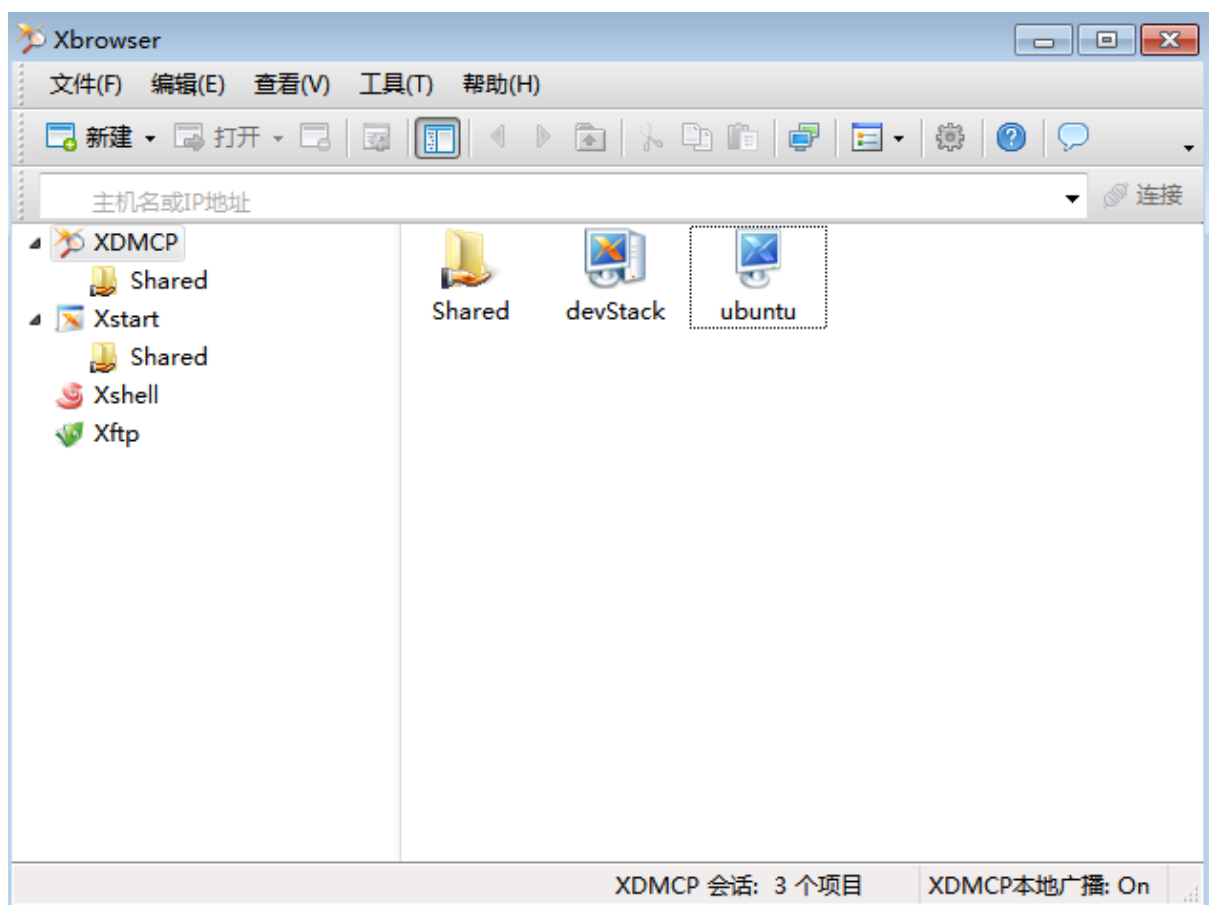 Xbrowser
文件(F) 编辑(E) 查看(V) 工具(T) 帮助(H)
新建 打开
主机名或IP地址 连接
XDMCP
Shared
Xstart
Shared
Xshell
Xftp
Shared devStack ubuntu
XDMCP 会话: 3 个项目 XDMCP本地广播: On